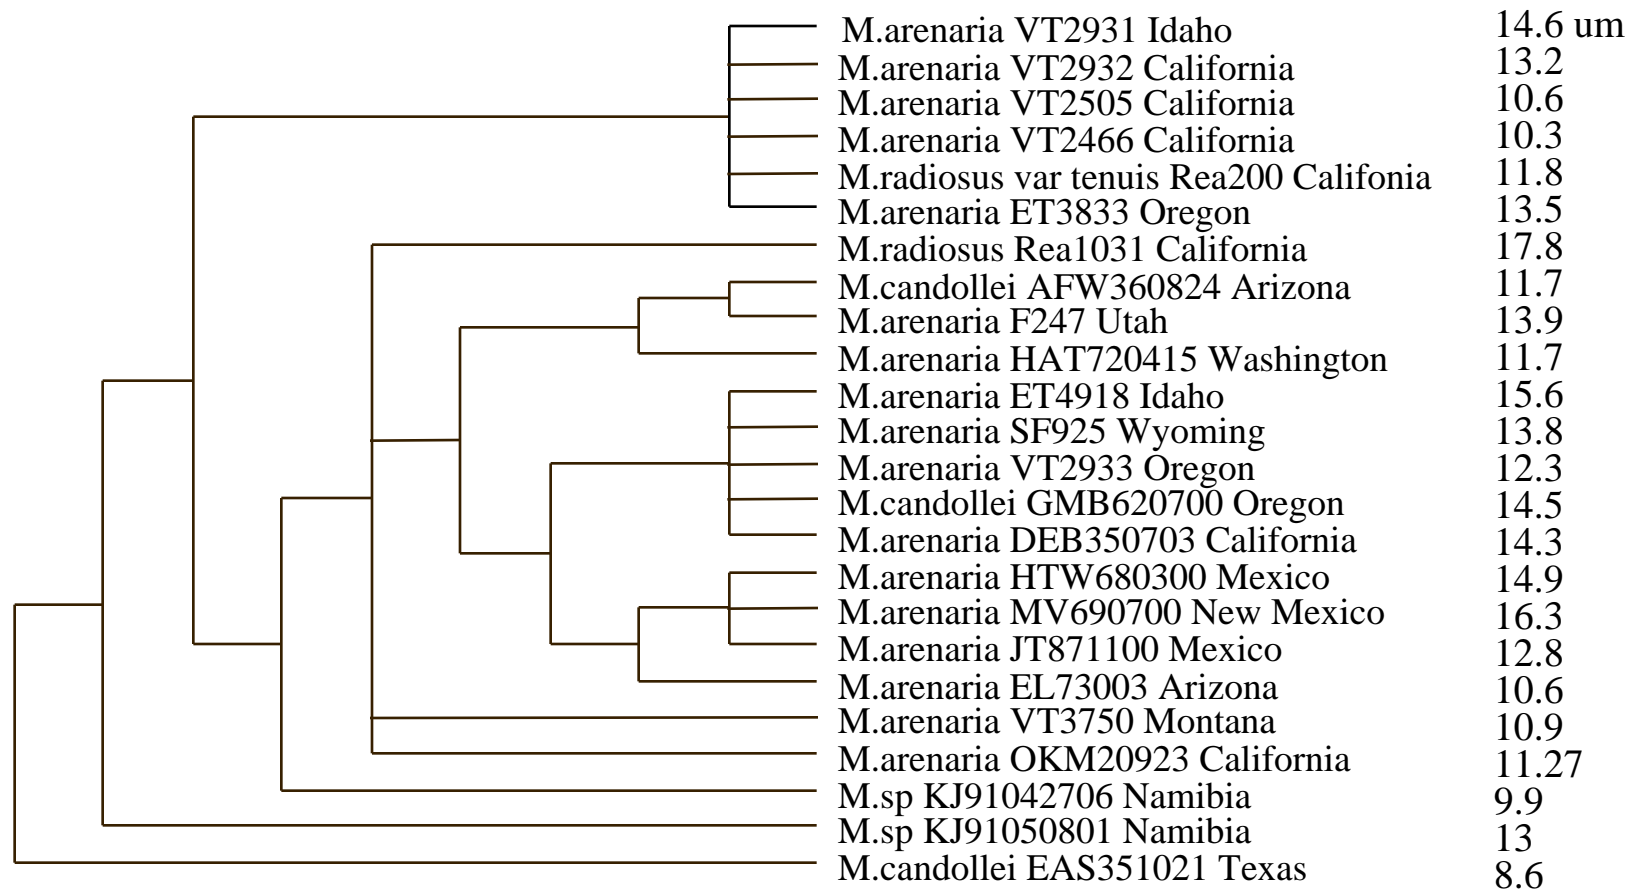 M.arenaria VT2931 Idaho 14.6 um
M.arenaria VT2932 California 13.2
M.arenaria VT2505 California 10.6
M.arenaria VT2466 California 10.3
M.radiosus var tenuis Rea200 Califonia 11.8
M.arenaria ET3833 Oregon 13.5
M.radiosus Rea1031 California 17.8
M.candollei AFW360824 Arizona 11.7
M.arenaria F247 Utah 13.9
M.arenaria HAT720415 Washington 11.7
M.arenaria ET4918 Idaho 15.6
M.arenaria SF925 Wyoming 13.8
M.arenaria VT2933 Oregon 12.3
M.candollei GMB620700 Oregon 14.5
M.arenaria DEB350703 California 14.3
M.arenaria HTW680300 Mexico 14.9
M.arenaria MV690700 New Mexico 16.3
M.arenaria JT871100 Mexico 12.8
M.arenaria EL73003 Arizona 10.6
M.arenaria VT3750 Montana 10.9
M.arenaria OKM20923 California 11.27
M.sp KJ91042706 Namibia 9.9
M.sp KJ91050801 Namibia 13
M.candollei EAS351021 Texas 8.6